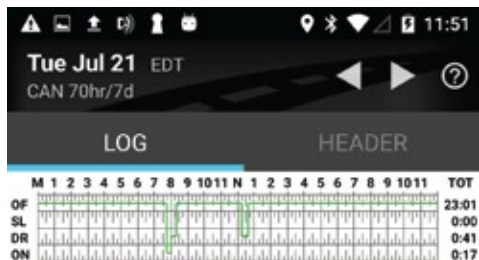 11:51
Tue Jul 21 EDT
CAN 70hr/7d
LOG HEADER
M 1 2 3 4 5 6 7 8 9 10 11 N 1 2 3 4 5 6 7 8 9 10 11 TOT
OF 23:01
SL 0:00
DR 0:41
ON 0:17